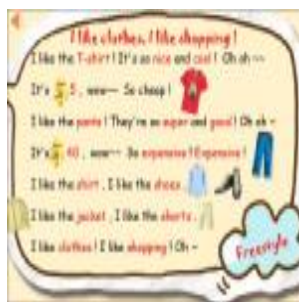 I like clothes, I like shopping!
I like the T-shirt! It's so nice and cool! Oh oh ~~
It's 5, wow~~ So cheap!
I like the pants! They're so super and good! Oh oh ~
It's 40, wow~~ So expensive! Expensive!
I like the shirt, I like the shoes.
I like the jacket, I like the shorts.
I like clothes! I like shopping! Oh ~
Freestyle